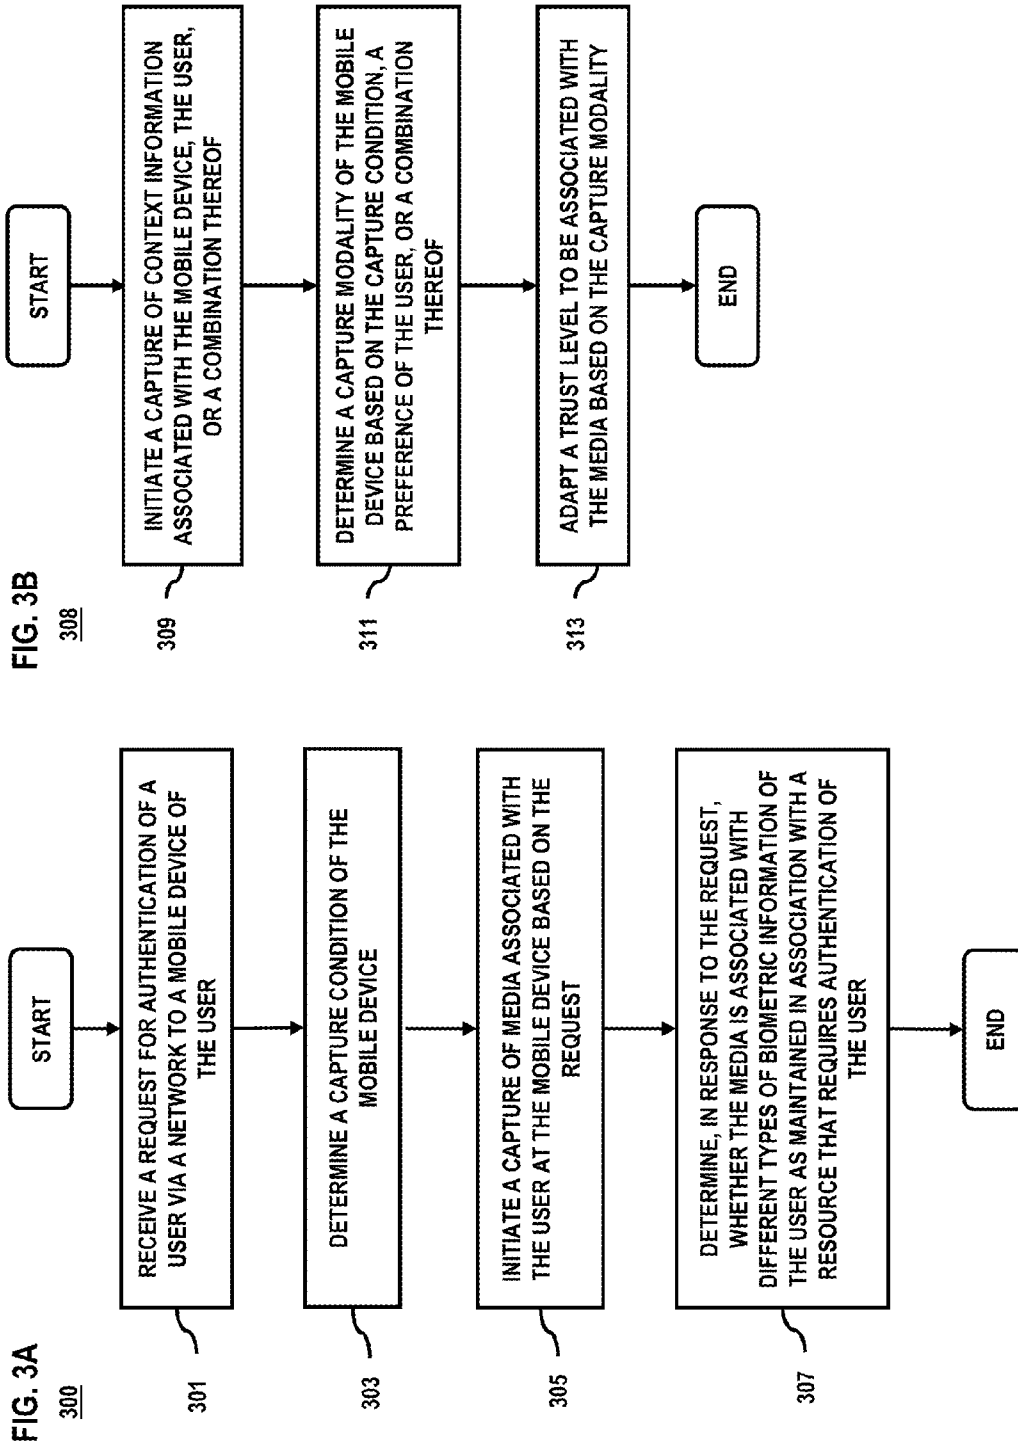 FIG. 3A
300
START
RECEIVE A REQUEST FOR AUTHENTICATION OF A
USER VIA A NETWORK TO A MOBILE DEVICE OF
THE USER
301
DETERMINE A CAPTURE CONDITION OF THE
MOBILE DEVICE
303
INITIATE A CAPTURE OF MEDIA ASSOCIATED WITH
THE USER AT THE MOBILE DEVICE BASED ON THE
REQUEST
305
DETERMINE, IN RESPONSE TO THE REQUEST,
WHETHER THE MEDIA IS ASSOCIATED WITH
DIFFERENT TYPES OF BIOMETRIC INFORMATION OF
THE USER AS MAINTAINED IN ASSOCIATION WITH A
RESOURCE THAT REQUIRES AUTHENTICATION OF
THE USER
307
END
FIG. 3B
308
START
INITIATE A CAPTURE OF CONTEXT INFORMATION
ASSOCIATED WITH THE MOBILE DEVICE, THE USER,
OR A COMBINATION THEREOF
309
DETERMINE A CAPTURE MODALITY OF THE MOBILE
DEVICE BASED ON THE CAPTURE CONDITION, A
PREFERENCE OF THE USER, OR A COMBINATION
THEREOF
311
ADAPT A TRUST LEVEL TO BE ASSOCIATED WITH
THE MEDIA BASED ON THE CAPTURE MODALITY
313
END